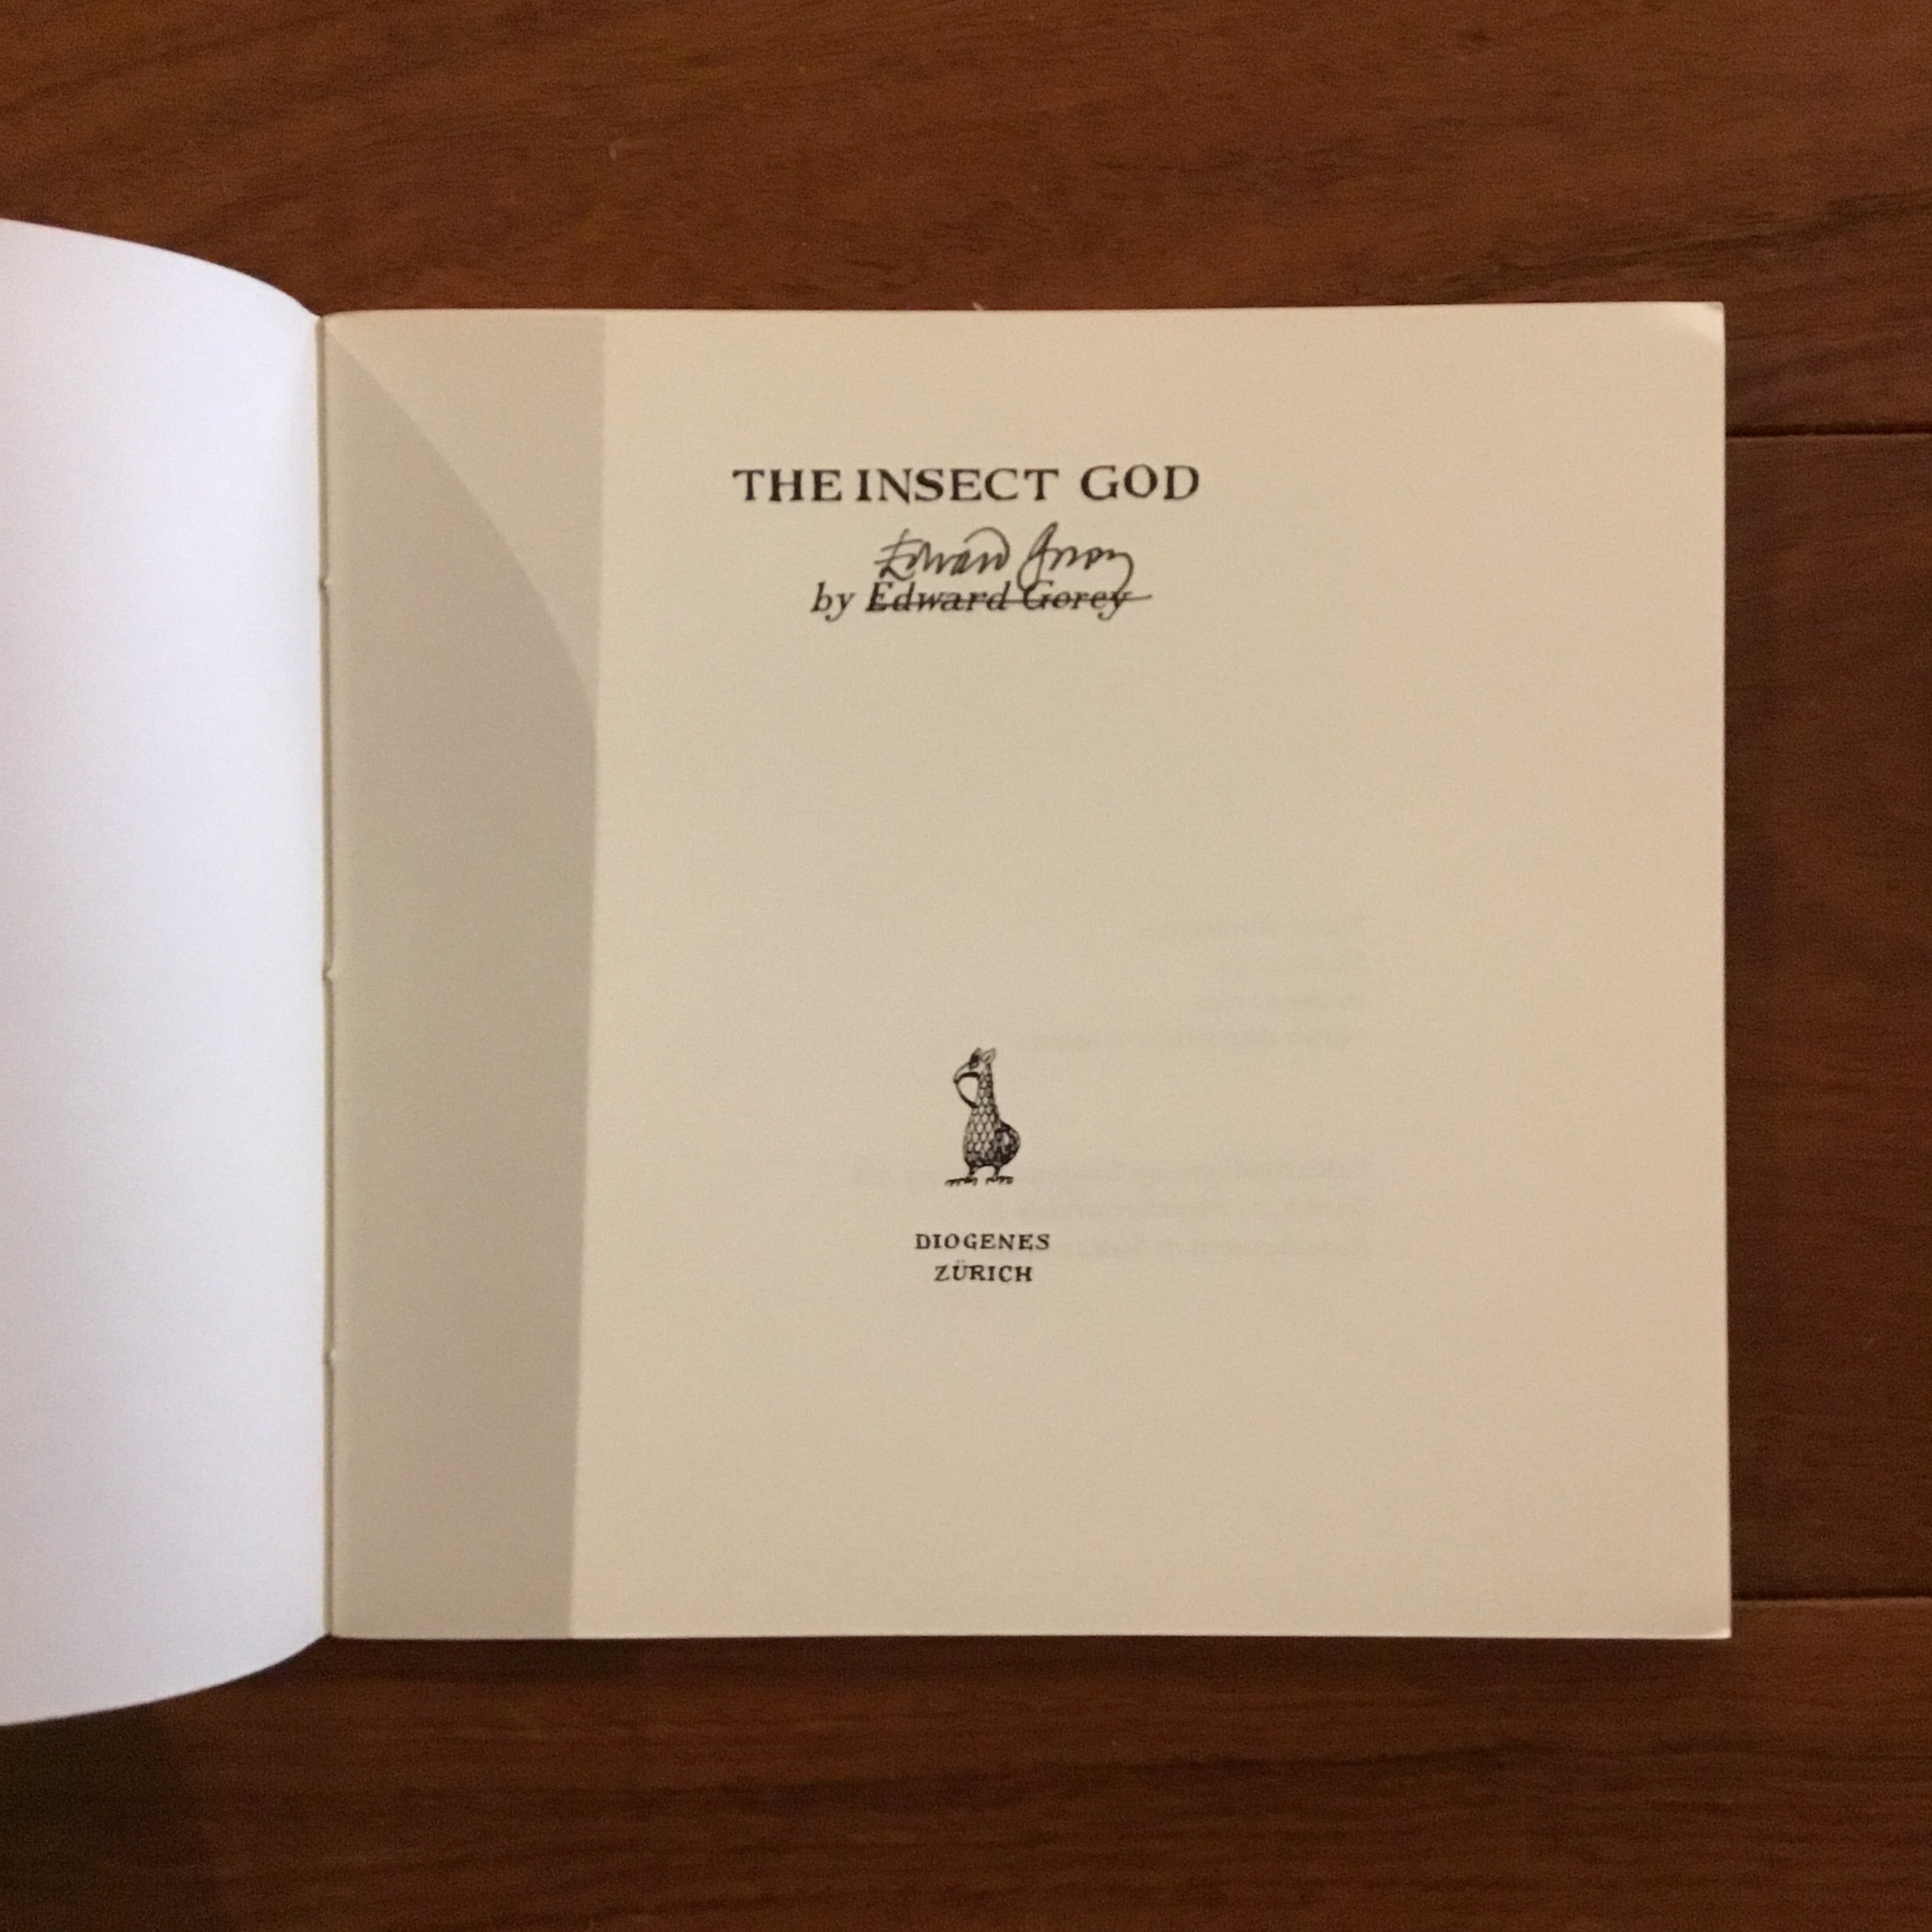 THE INSECT GOD
Edward Gorey
by Edward Gorey
DIOGENES
ZÜRICH